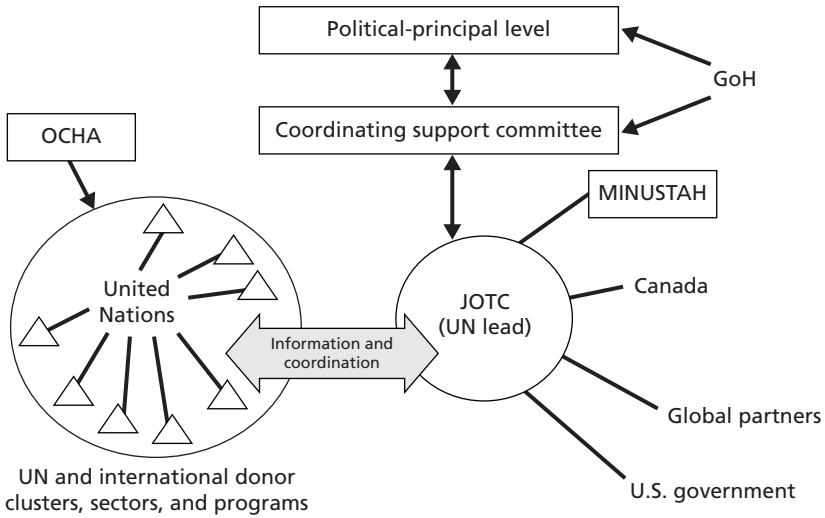 Political-principal level
GoH
Coordinating support committee
OCHA
MINUSTAH
United
Nations
JOTC
(UN lead)
Canada
Information and
coordination
Global partners
UN and international donor
clusters, sectors, and programs
U.S. government